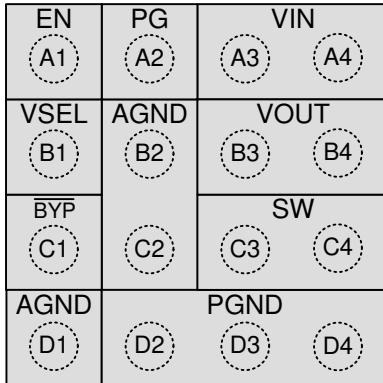 EN PG VIN
A1 A2 A3 A4
VSEL AGND VOUT
B1 B2 B3 B4
BYP SW
C1 C2 C3 C4
AGND PGND
D1 D2 D3 D4